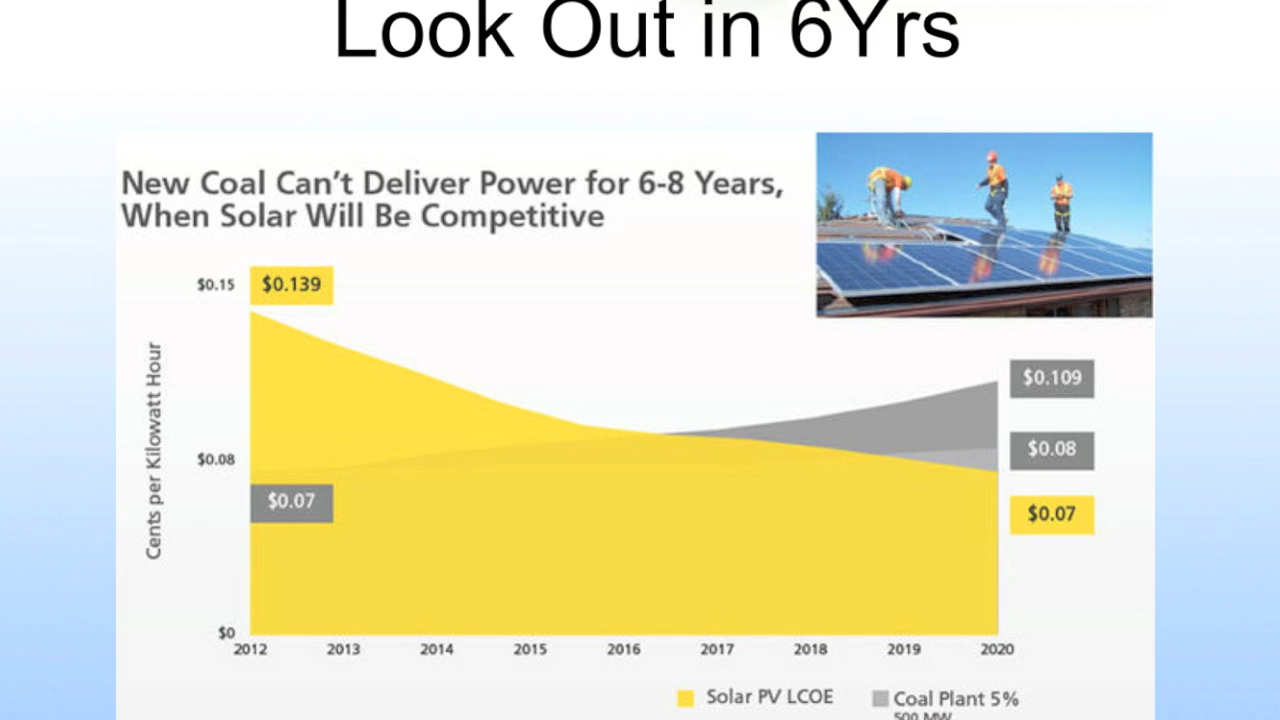 Look Out in 6Yrs
New Coal Can't Deliver Power for 6-8 Years,
When Solar Will Be Competitive
$0.15
$0.139
$0.109
Cents per Kilowatt Hour
$0.08
$0.08
$0.07
$0.07
$0
2012 2013 2014 2015 2016 2017 2018 2019 2020
Solar PV LCOE
Coal Plant 5%
500 MW